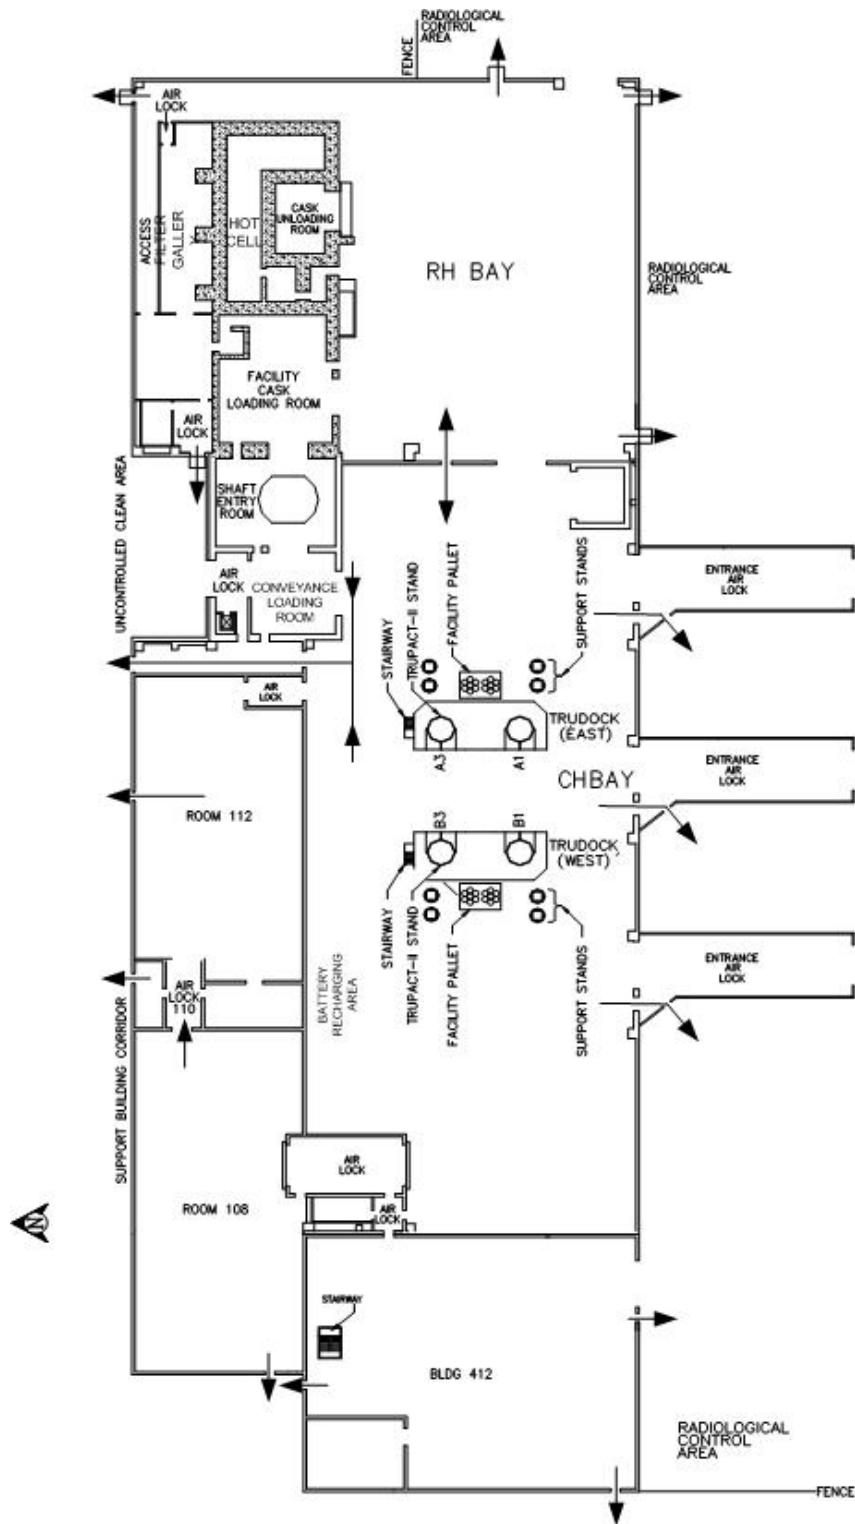 RADIOLOGICAL
CONTROL
AREA
FENCE
AIR
LOCK
ACCESS
FILTER
GALLER
Y
HOT
CELL
CASK
UNLOADING
ROOM
RH BAY
RADIOLOGICAL
CONTROL
AREA
FACILITY
CASK
LOADING ROOM
AIR
LOCK
UNCONTROLLED CLEAN AREA
SHAFT
ENTRY
ROOM
AIR
LOCK
CONVEYANCE
LOADING
ROOM
STAIRWAY
TRUPACT-II STAND
FACILITY PALLET
SUPPORT STANDS
ENTRANCE
AIR
LOCK
AIR
LOCK
TRUDOCK
(EAST)
A3
A1
CHBAY
ENTRANCE
AIR
LOCK
ROOM 112
B3
B1
TRUDOCK
(WEST)
STAIRWAY
TRUPACT-II STAND
FACILITY PALLET
SUPPORT STANDS
ENTRANCE
AIR
LOCK
AIR
LOCK
110
BATTERY
RECHARGING
AREA
SUPPORT BUILDING CORRIDOR
AIR
LOCK
ROOM 108
AIR
LOCK
N
STAIRWAY
BLDG 412
RADIOLOGICAL
CONTROL
AREA
FENCE